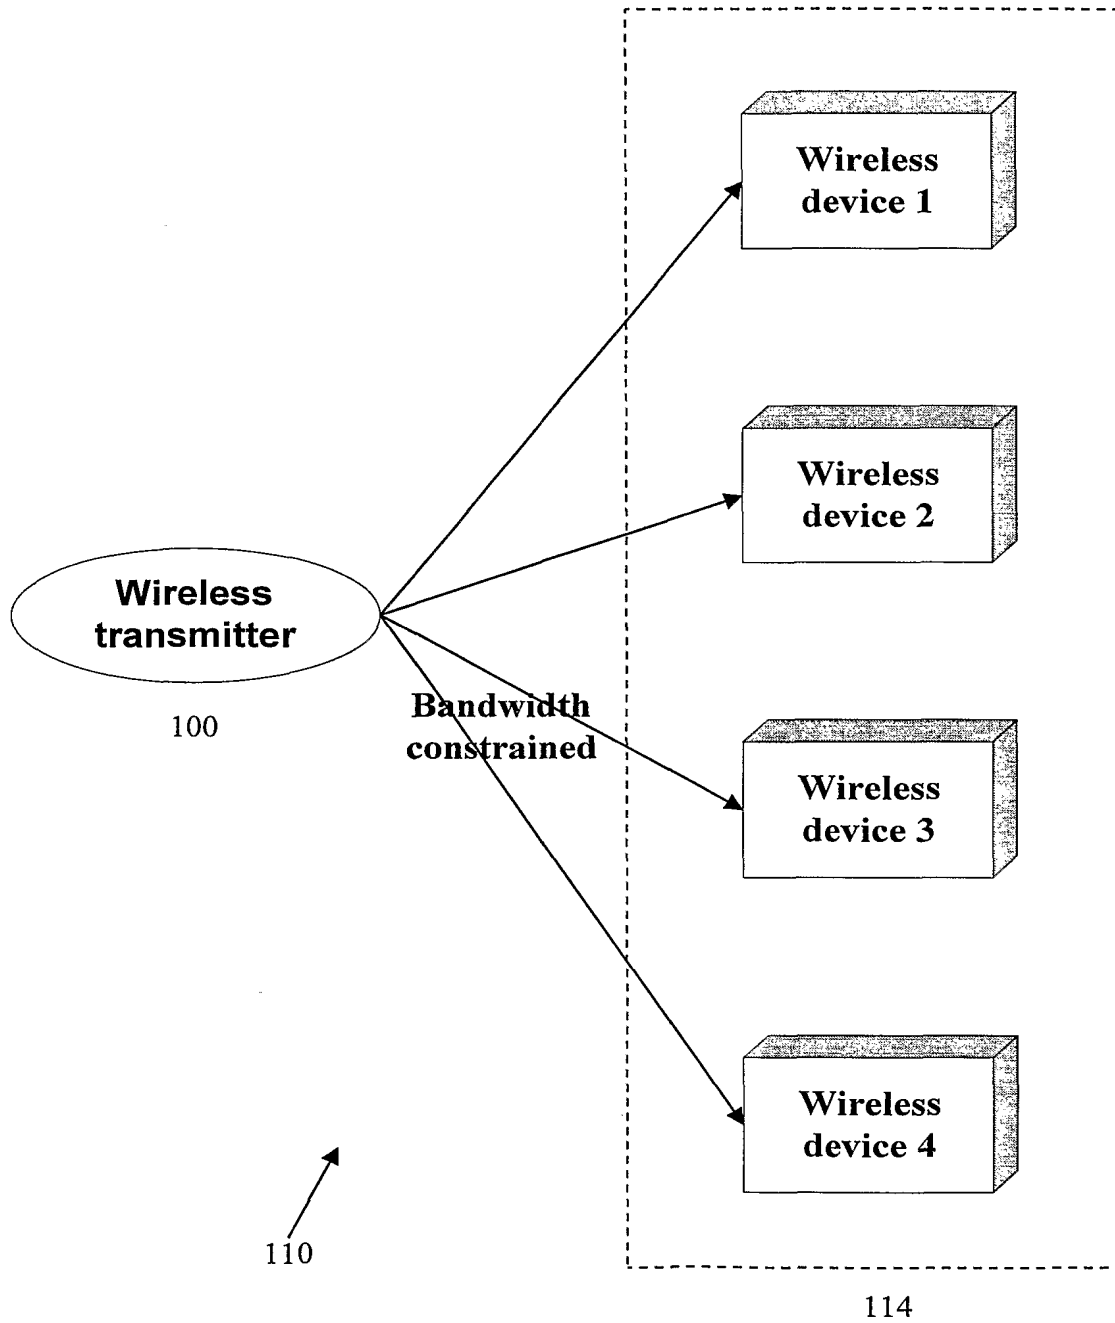 Wireless
device 1
Wireless
device 2
Wireless
transmitter
100
Bandwidth
constrained
Wireless
device 3
Wireless
device 4
110
114